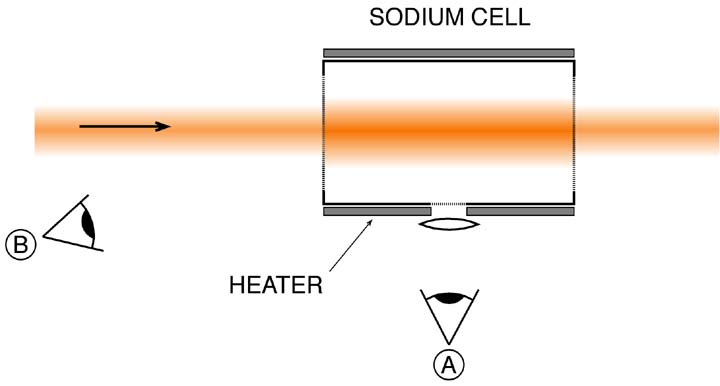 SODIUM CELL
B
HEATER
A